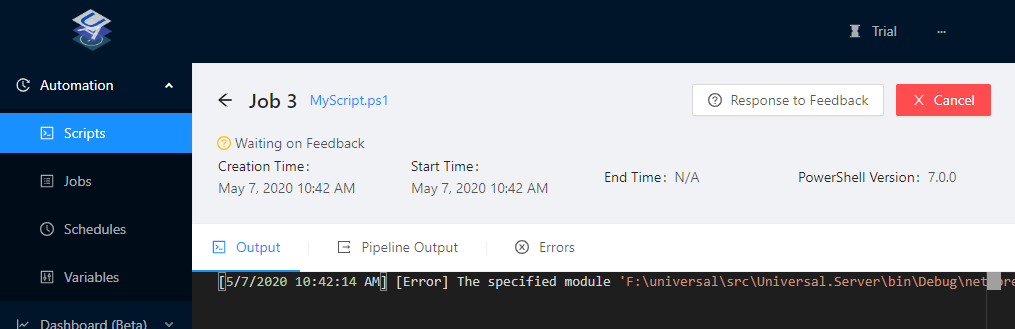 Trial
...
Automation
Job 3 MyScript.ps1
Response to Feedback
Cancel
Scripts
Waiting on Feedback
Creation Time:
Start Time:
End Time: N/A
PowerShell Version: 7.0.0
May 7, 2020 10:42 AM
May 7, 2020 10:42 AM
Jobs
Schedules
Output
Pipeline Output
Errors
Variables
[5/7/2020 10:42:14 AM] [Error] The specified module 'F:\universal\src\Universal.Server\bin\Debug\net
Dashboard (Beta)